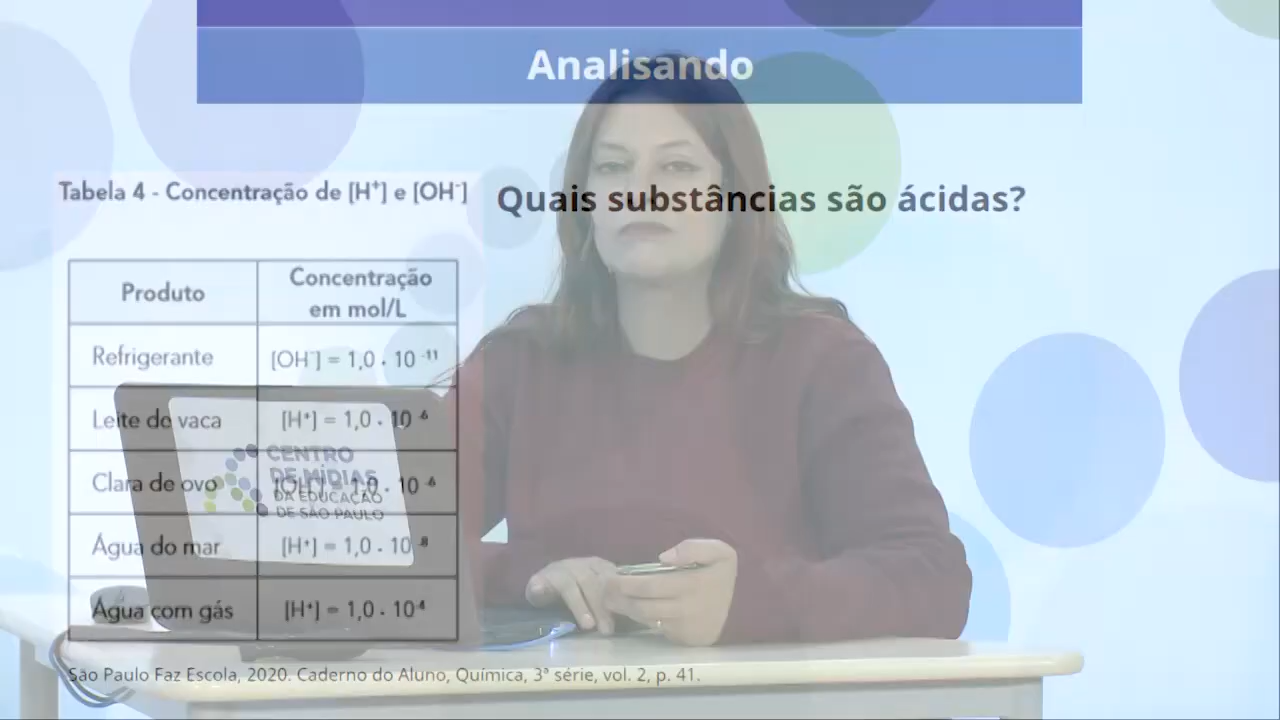 Analisando
Tabela 4 - Concentração de [H⁺] e [OH⁻]
Quais substâncias são ácidas?
Produto
Concentração
em mol/L
Refrigerante [OH⁻] = 1,0 . 10 ⁻¹¹
Leite de vaca [H⁺] = 1,0 . 10 ⁻⁶
Clara de ovo [OH⁻] = 1,0 . 10 ⁻⁶
Água do mar [H⁺] = 1,0 . 10 ⁻⁸
Água com gás [H⁺] = 1,0 . 10⁻⁴
CENTRO
DE MÍDIAS
DA EDUCAÇÃO
DE SÃO PAULO
São Paulo Faz Escola, 2020. Caderno do Aluno, Química, 3ª série, vol. 2, p. 41.